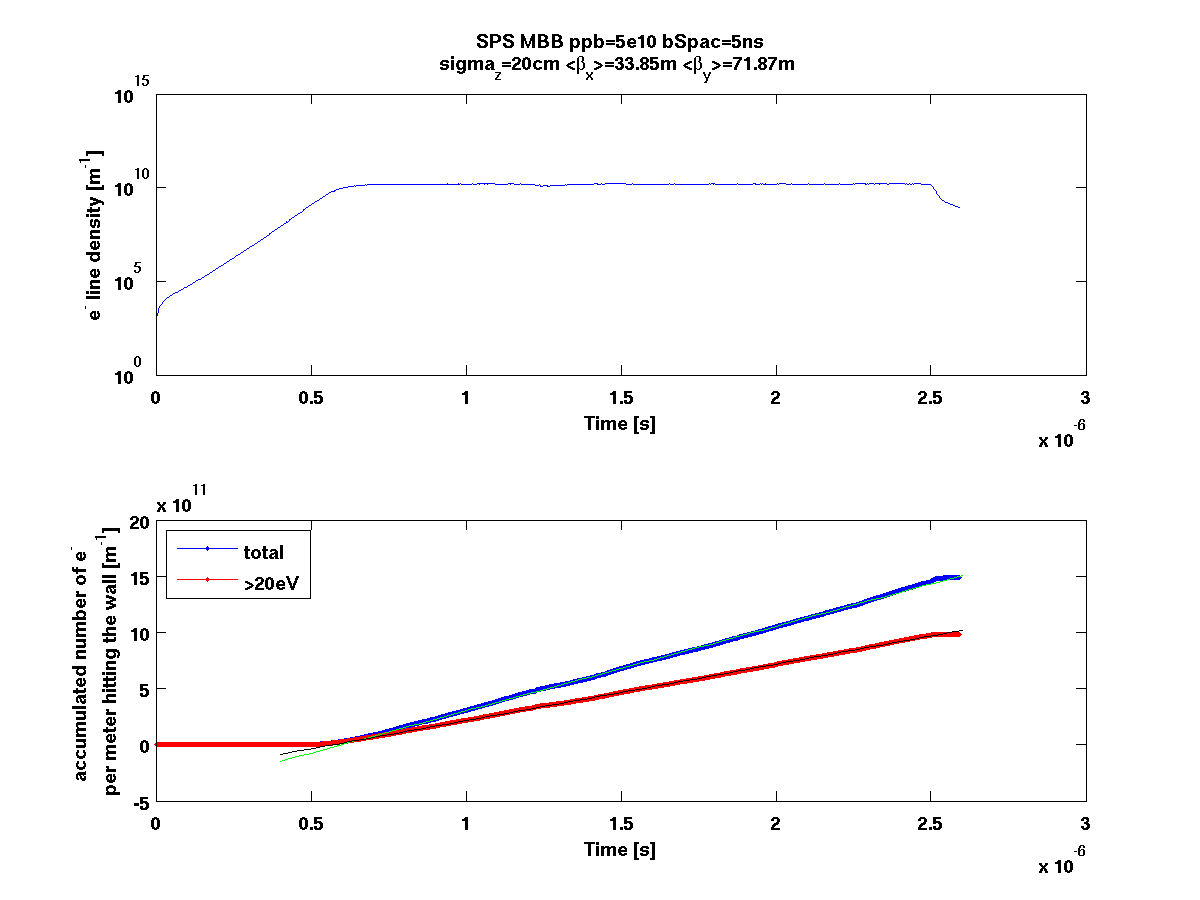 SPS MBB ppb=5e10 bSpac=5ns
sigma_z=20cm <β_x>=33.85m <β_y>=71.87m
10^15
10^10
10^5
10^0
e^- line density [m^-1]
0 0.5 1 1.5 2 2.5 3
Time [s]
x 10^-6
x 10^11
20
15
10
5
0
-5
accumulated number of e^-
per meter hitting the wall [m^-1]
total
>20eV
0 0.5 1 1.5 2 2.5 3
Time [s]
x 10^-6